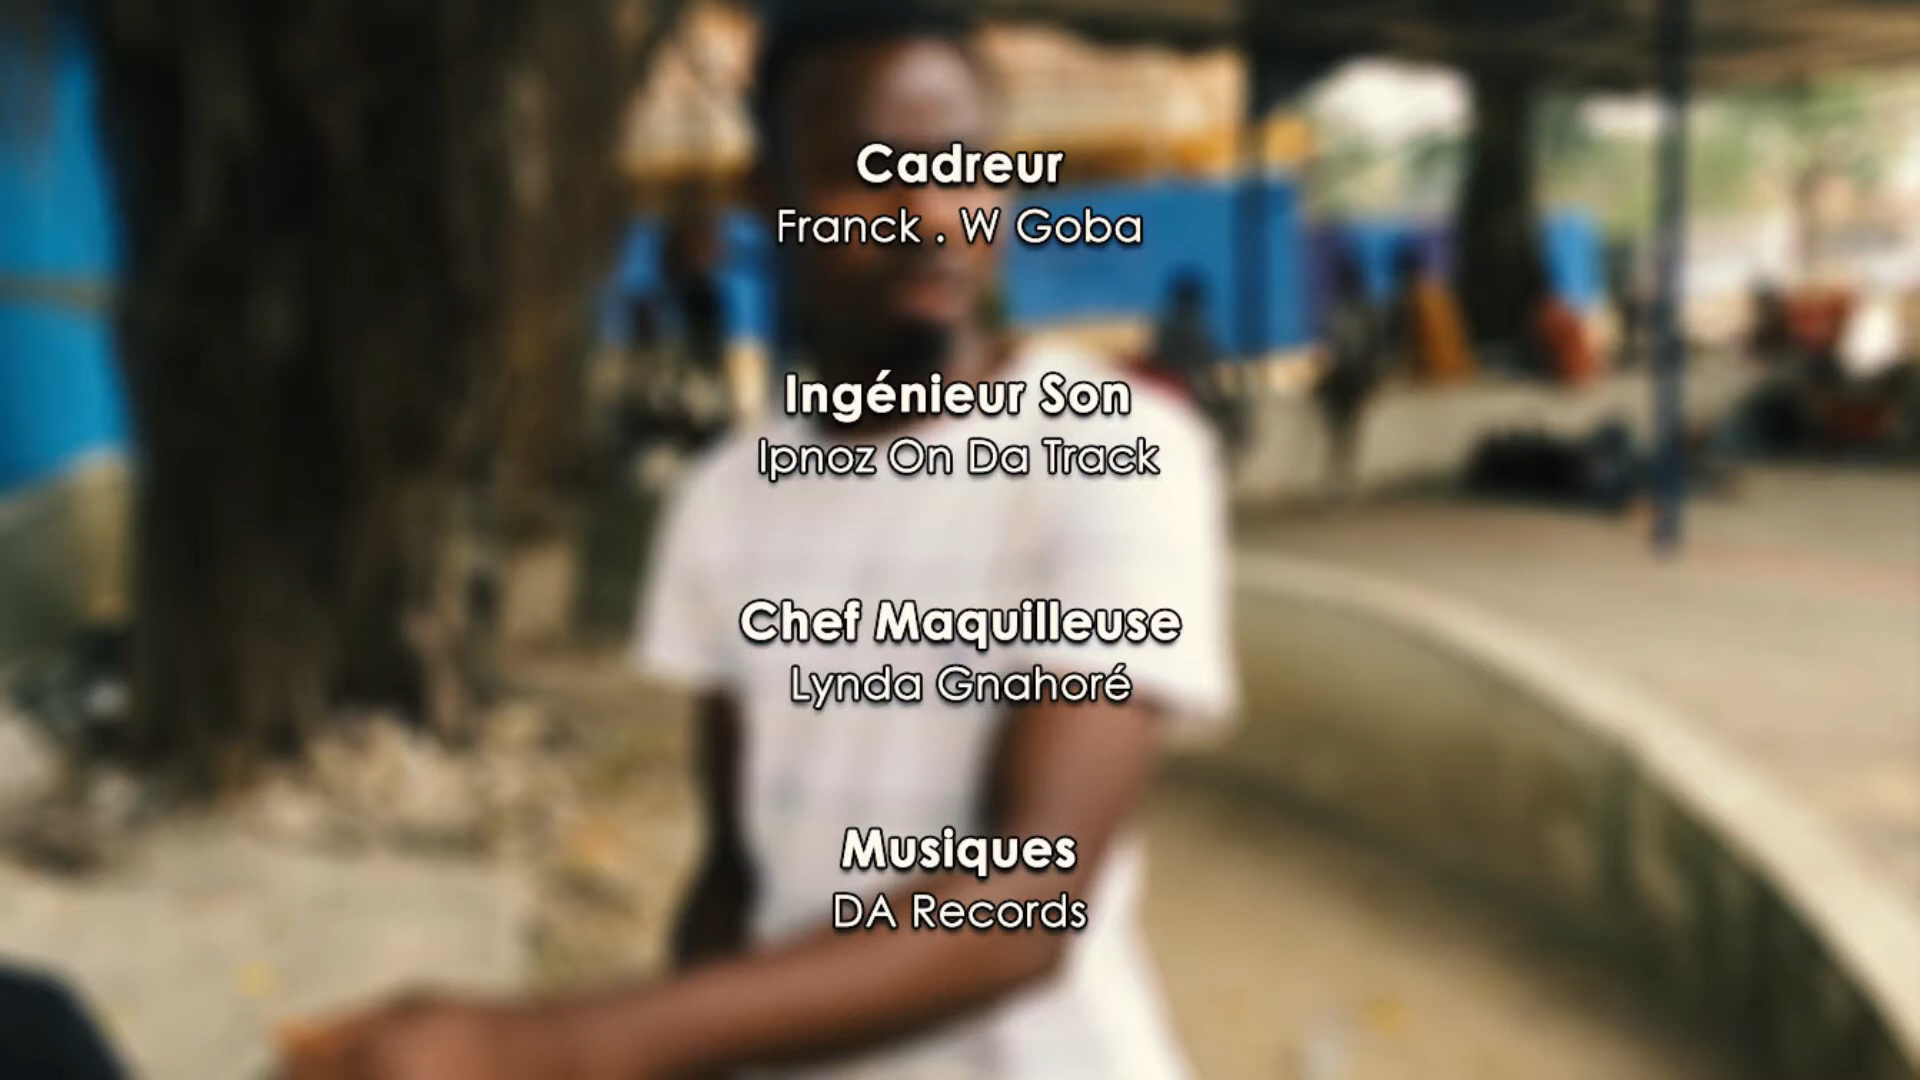 Cadreur
Franck . W Goba
Ingénieur Son
Ipnoz On Da Track
Chef Maquilleuse
Lynda Gnahoré
Musiques
DA Records